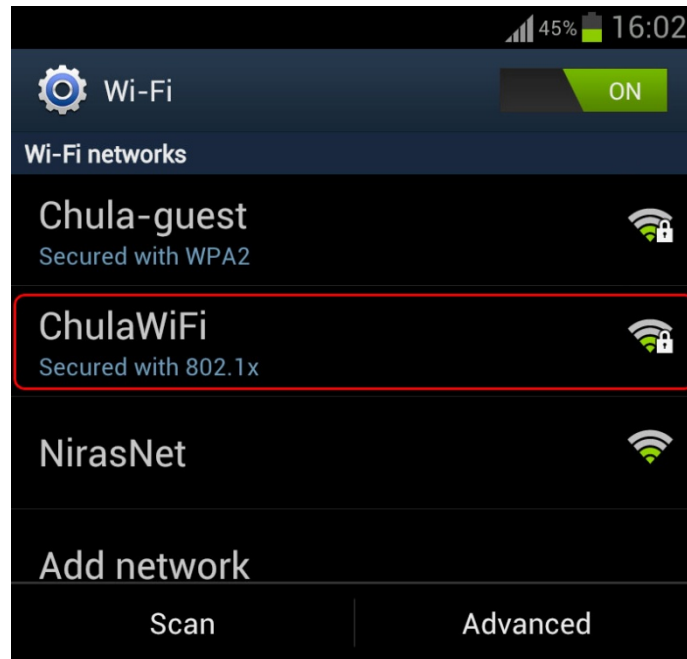 45% 16:02
Wi-Fi
ON
Wi-Fi networks
Chula-guest
Secured with WPA2
ChulaWiFi
Secured with 802.1x
NirasNet
Add network
Scan Advanced